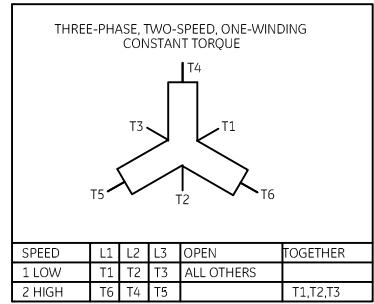 THREE-PHASE, TWO-SPEED, ONE-WINDING
CONSTANT TORQUE
T4
T3 T1
T5 T2 T6
SPEED L1 L2 L3 OPEN TOGETHER
1 LOW T1 T2 T3 ALL OTHERS
2 HIGH T6 T4 T5 T1,T2,T3